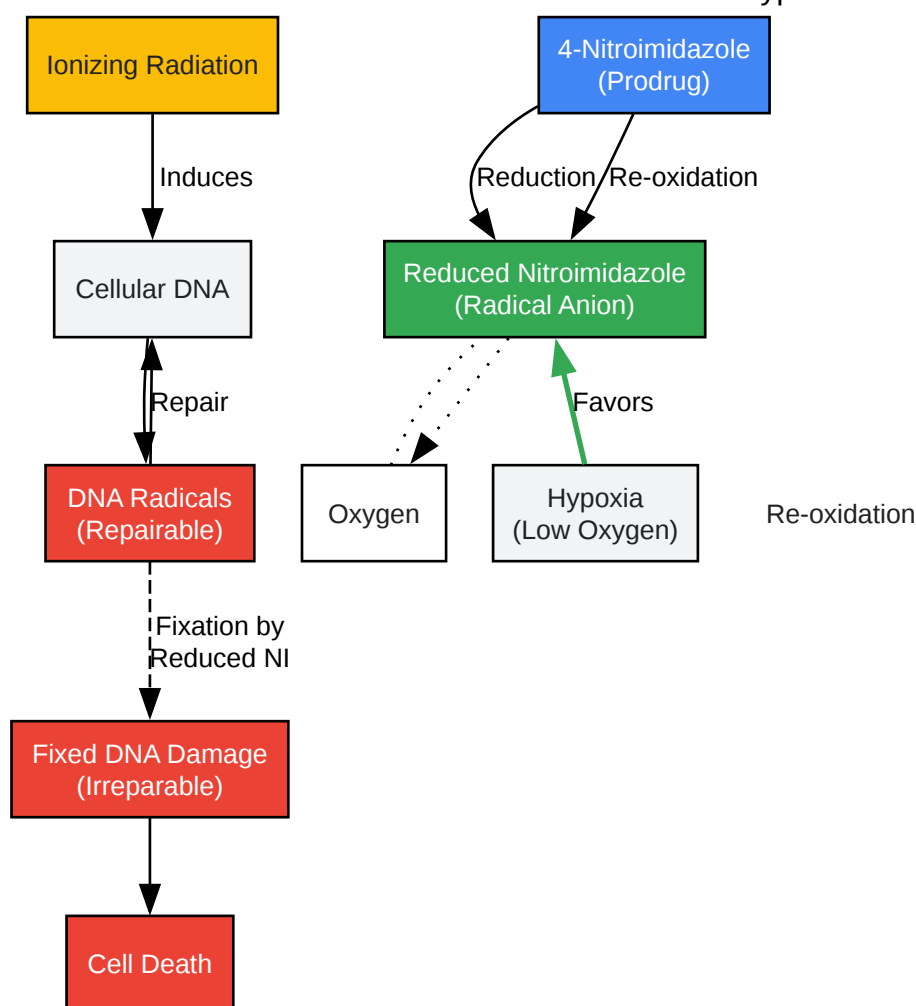 Ionizing Radiation
4-Nitroimidazole
(Prodrug)
Induces
Reduction
Re-oxidation
Cellular DNA
Reduced Nitroimidazole
(Radical Anion)
Repair
Favors
DNA Radicals
(Repairable)
Oxygen
Hypoxia
(Low Oxygen)
Re-oxidation
Fixation by
Reduced NI
Fixed DNA Damage
(Irreparable)
Cell Death